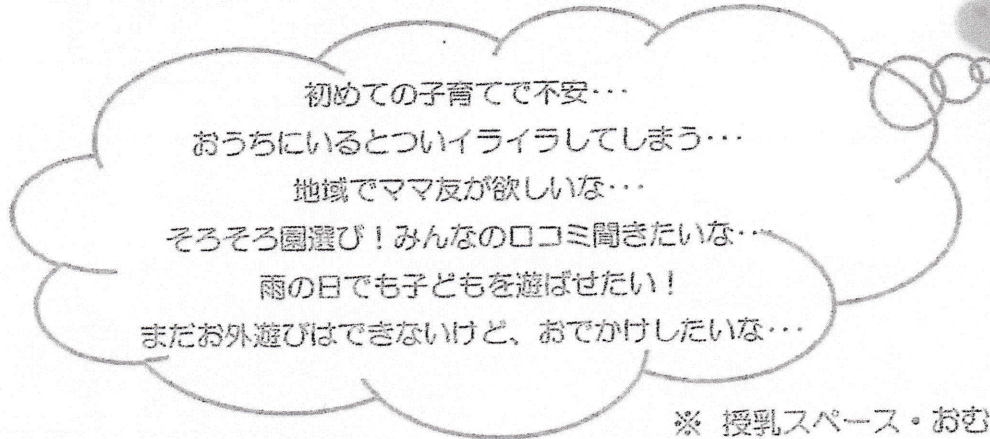 初めての子育てで不安…
おうちにいるとついイライラしてしまう…
地域でママ友が欲しいな…
そろそろ園選び！みんなの口コミ聞きたいな…
雨の日でも子どもを遊ばせたい！
まだお外遊びはできないけど、おでかけしたいな…
※ 授乳スペース・おむ